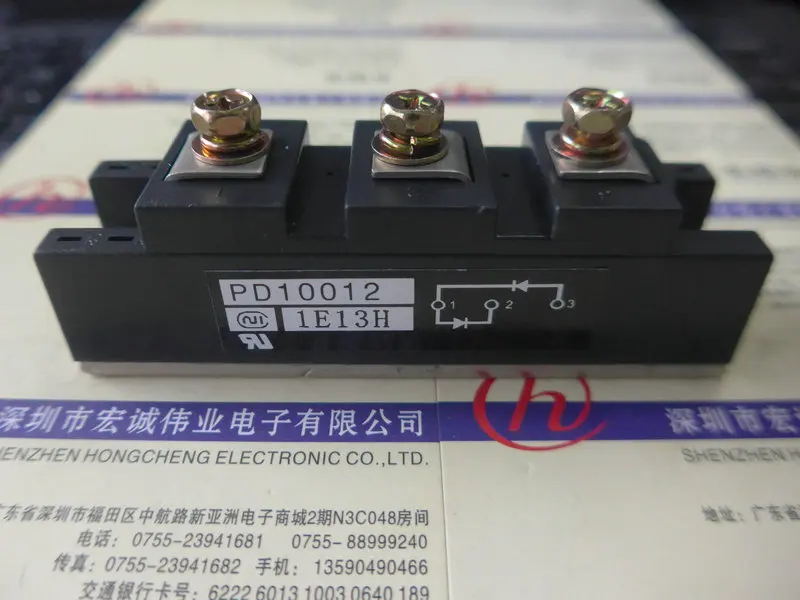 PD10012
1E13H
1 2 3
深圳市宏诚伟业电子有限公司
SHENZHEN HONGCHENG ELECTRONIC CO.,LTD.
h
深圳市宏
SHENZHEN H
广东省深圳市福田区中航路新亚洲电子商城2期N3C048房间
地址: 广东省
电话: 0755-23941681 0755-88999240
传真: 0755-23941682 手机: 13590490466
交通银行卡号: 6222 6013 1003 0640 189